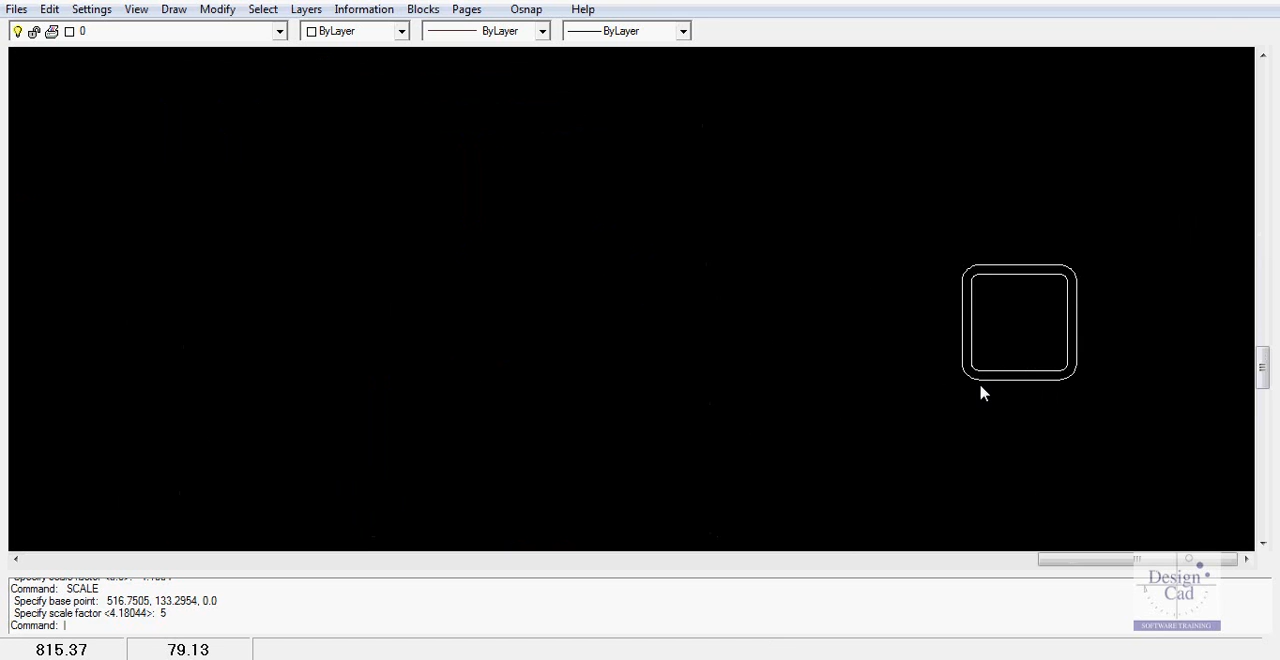 Files Edit Settings View Draw Modify Select Layers Information Blocks Pages Osnap Help
0 ByLayer ByLayer ByLayer
Command: SCALE
Specify base point: 516.7505, 133.2954, 0.0
Specify scale factor <4.18044>: 5
Command:
Design
Cad
SOFTWARE TRAINING
815.37 79.13